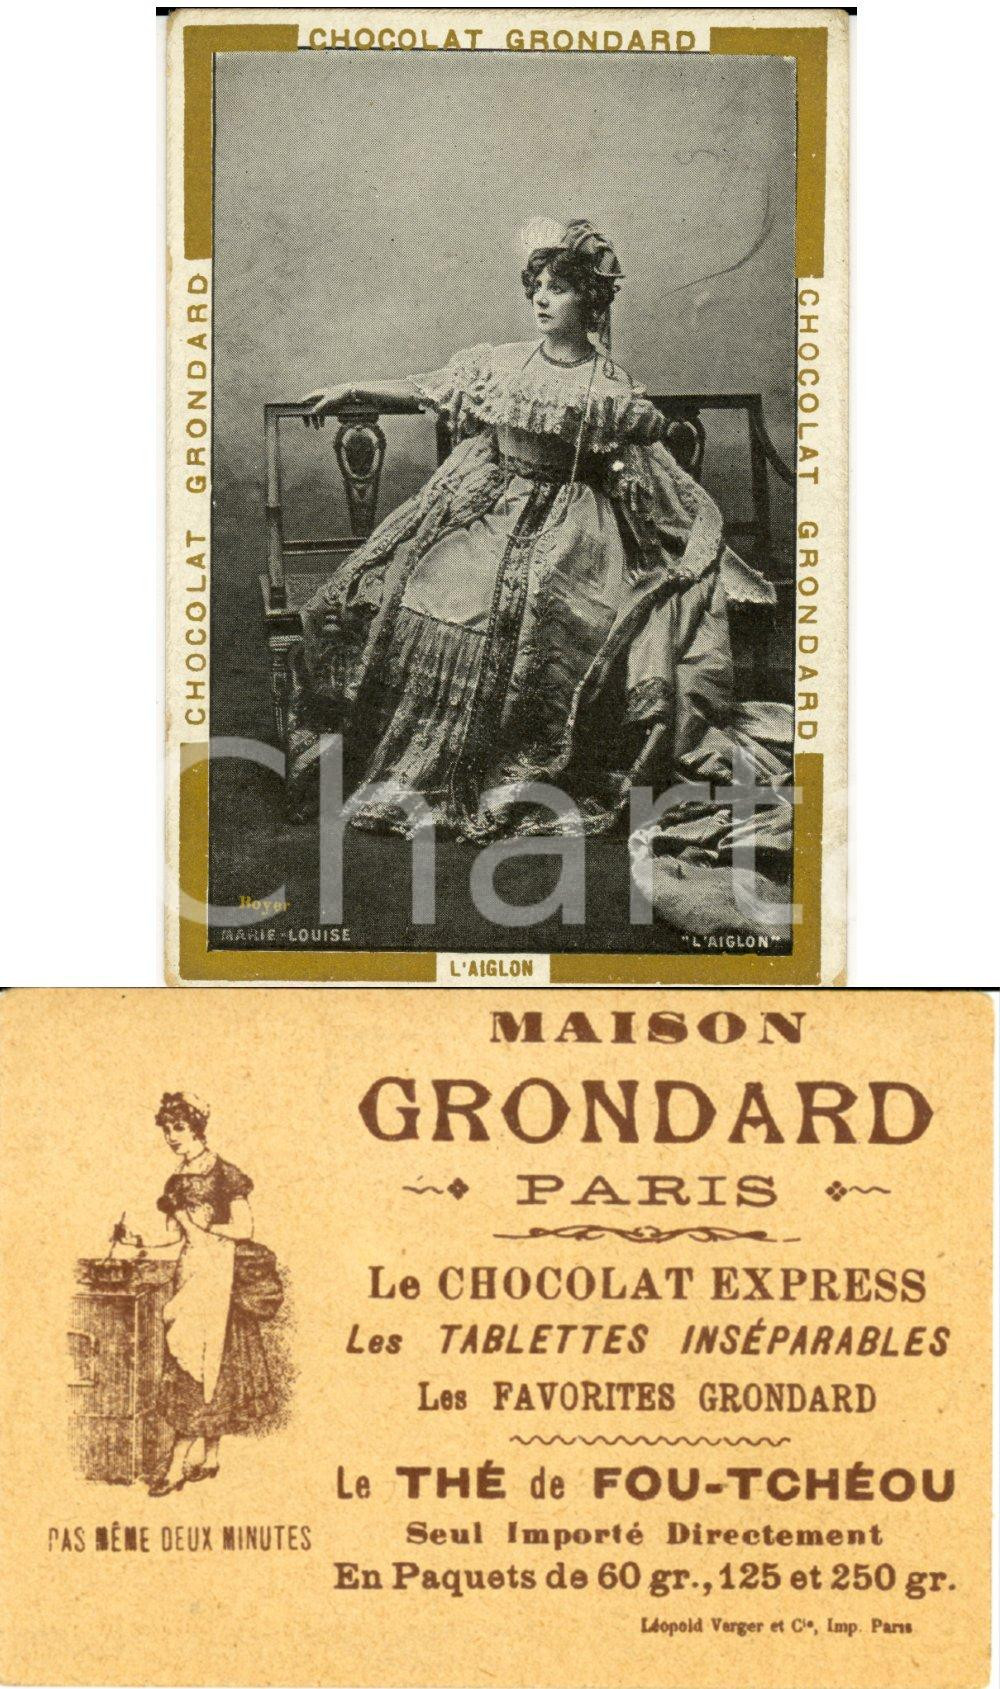 CHOCOLAT GRONDARD
CHOCOLAT GRONDARD
CHOCOLAT GRONDARD
Boyer
MARIE-LOUISE
"L'AIGLON"
L'AIGLON
Chart
MAISON
GRONDARD
PARIS
Le CHOCOLAT EXPRESS
Les TABLETTES INSÉPARABLES
Les FAVORITES GRONDARD
Le THÉ de FOU-TCHÉOU
Seul Importé Directement
En Paquets de 60 gr., 125 et 250 gr.
Léopold Verger et Cie, Imp. Paris
PAS MÊME DEUX MINUTES